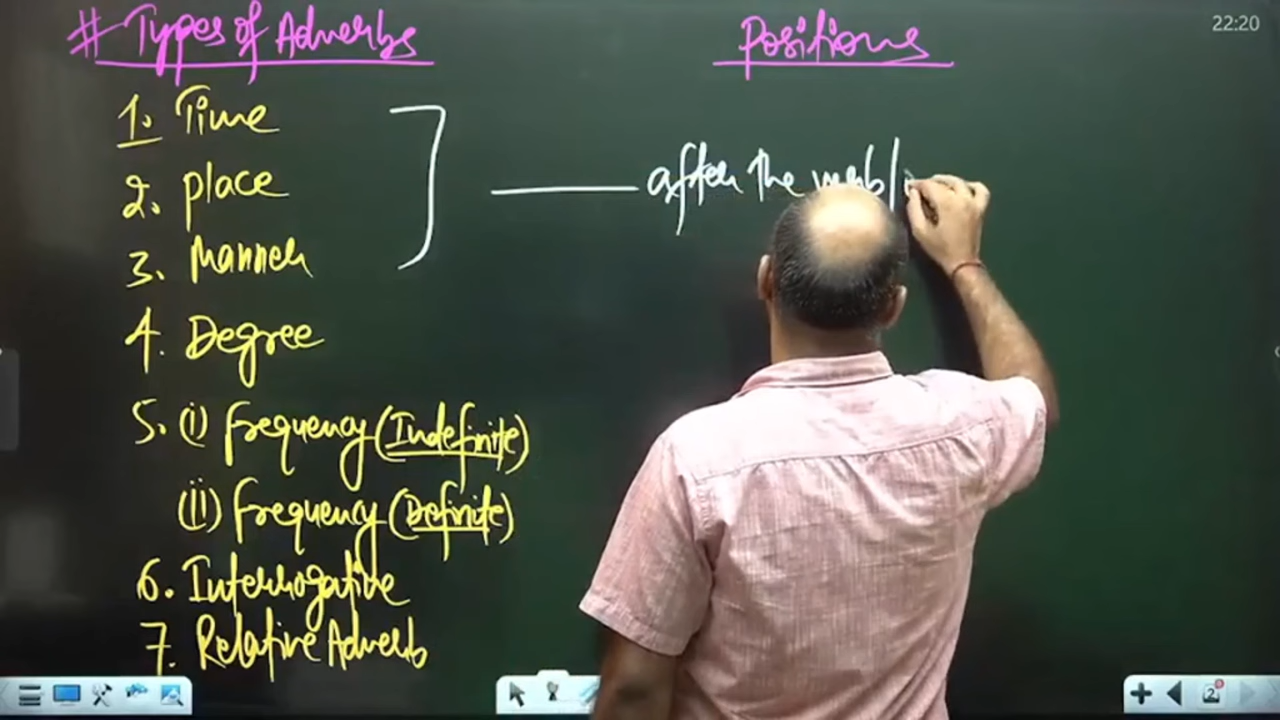 # Types of Adverbs
Positions
22:20
1. Time
2. place
3. Manner
after the verb/
4. Degree
5. (i) frequency (Indefinite)
(ii) frequency (Definite)
6. Interrogative
7. Relative Adverb
2